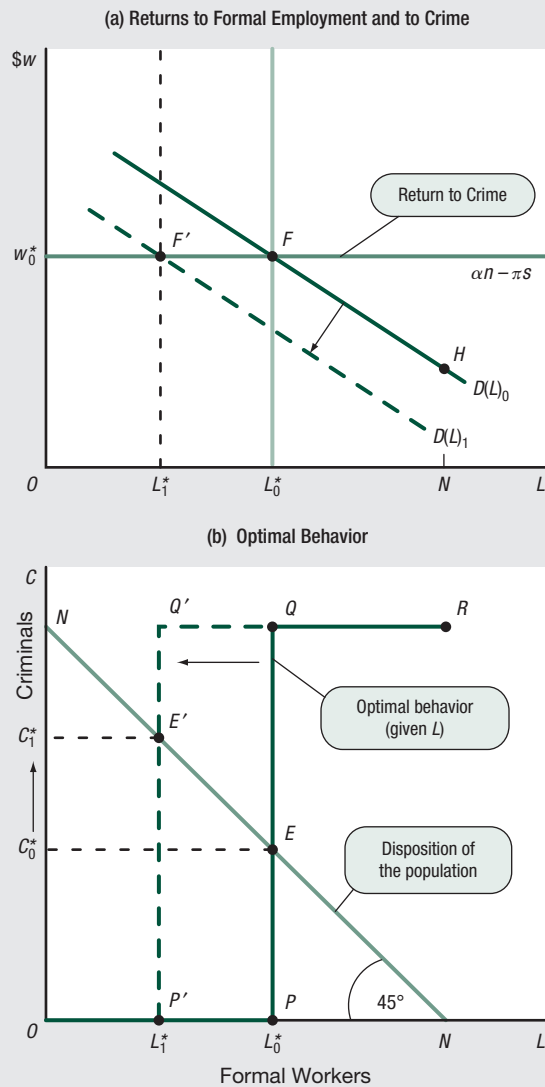 (a) Returns to Formal Employment and to Crime
$w
Return to Crime
F'
F
w₀*
αn – πs
H
D(L)₀
D(L)₁
O
L₁*
L₀*
N
L
(b) Optimal Behavior
C
N
Q'
Q
R
Criminals
Optimal behavior
(given L)
C₁*
E'
C₀*
E
Disposition of
the population
P'
P
45°
O
L₁*
L₀*
N
L
Formal Workers